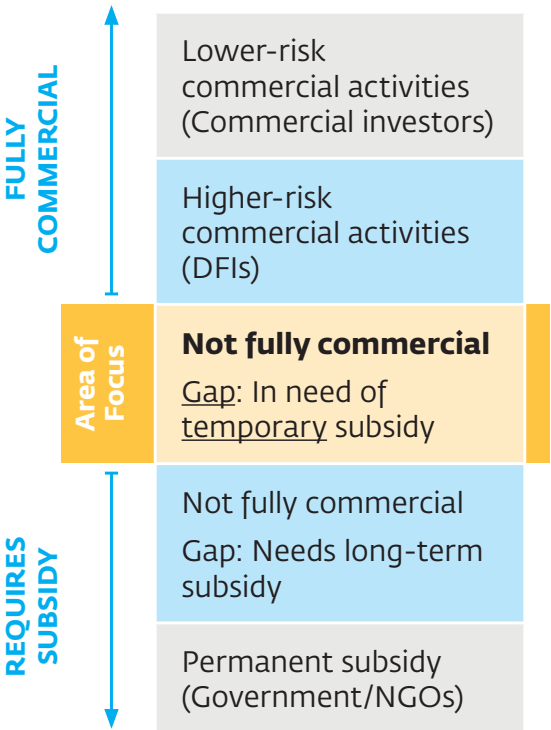 FULLY
COMMERCIAL
Lower-risk
commercial activities
(Commercial investors)
Higher-risk
commercial activities
(DFIs)
Area of
Focus
Not fully commercial
Gap: In need of
temporary subsidy
REQUIRES
SUBSIDY
Not fully commercial
Gap: Needs long-term
subsidy
Permanent subsidy
(Government/NGOs)